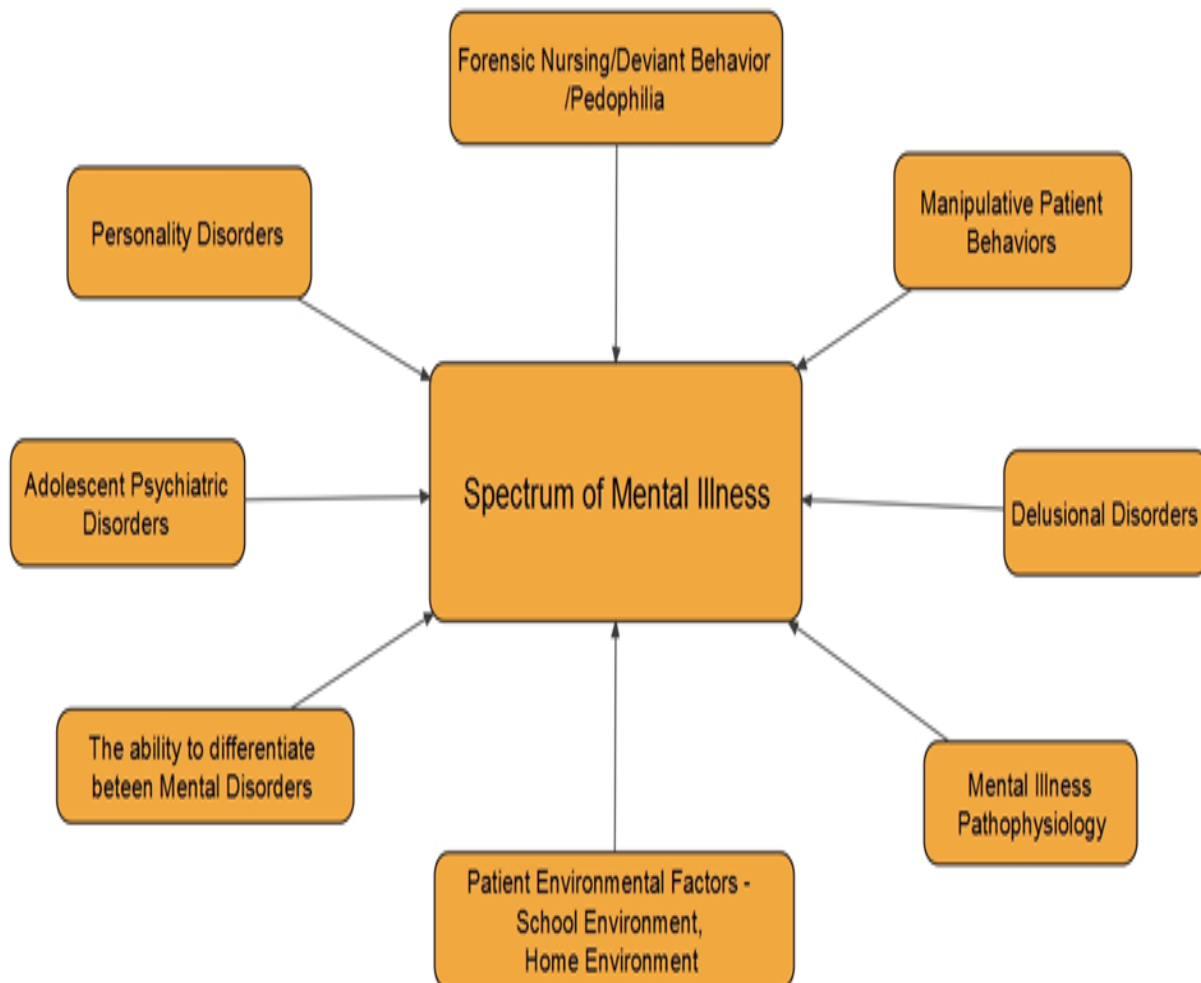 Forensic Nursing/Deviant Behavior
/Pedophilia
Personality Disorders
Manipulative Patient
Behaviors
Adolescent Psychiatric
Disorders
Spectrum of Mental Illness
Delusional Disorders
The ability to differentiate
beteen Mental Disorders
Mental Illness
Pathophysiology
Patient Environmental Factors -
School Environment,
Home Environment